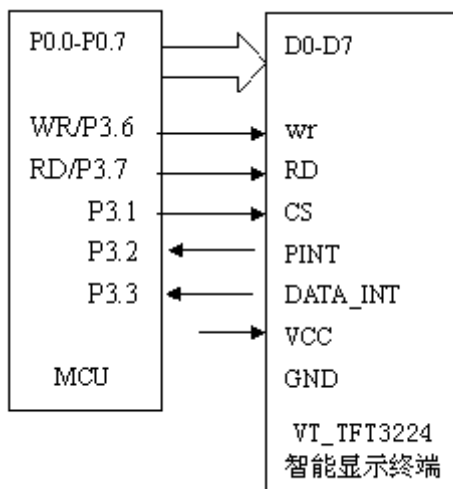 P0.0-P0.7 D0-D7
WR/P3.6 wr
RD/P3.7 RD
P3.1 CS
P3.2 PINT
P3.3 DATA_INT
VCC
MCU GND
VT_TFT3224
智能显示终端